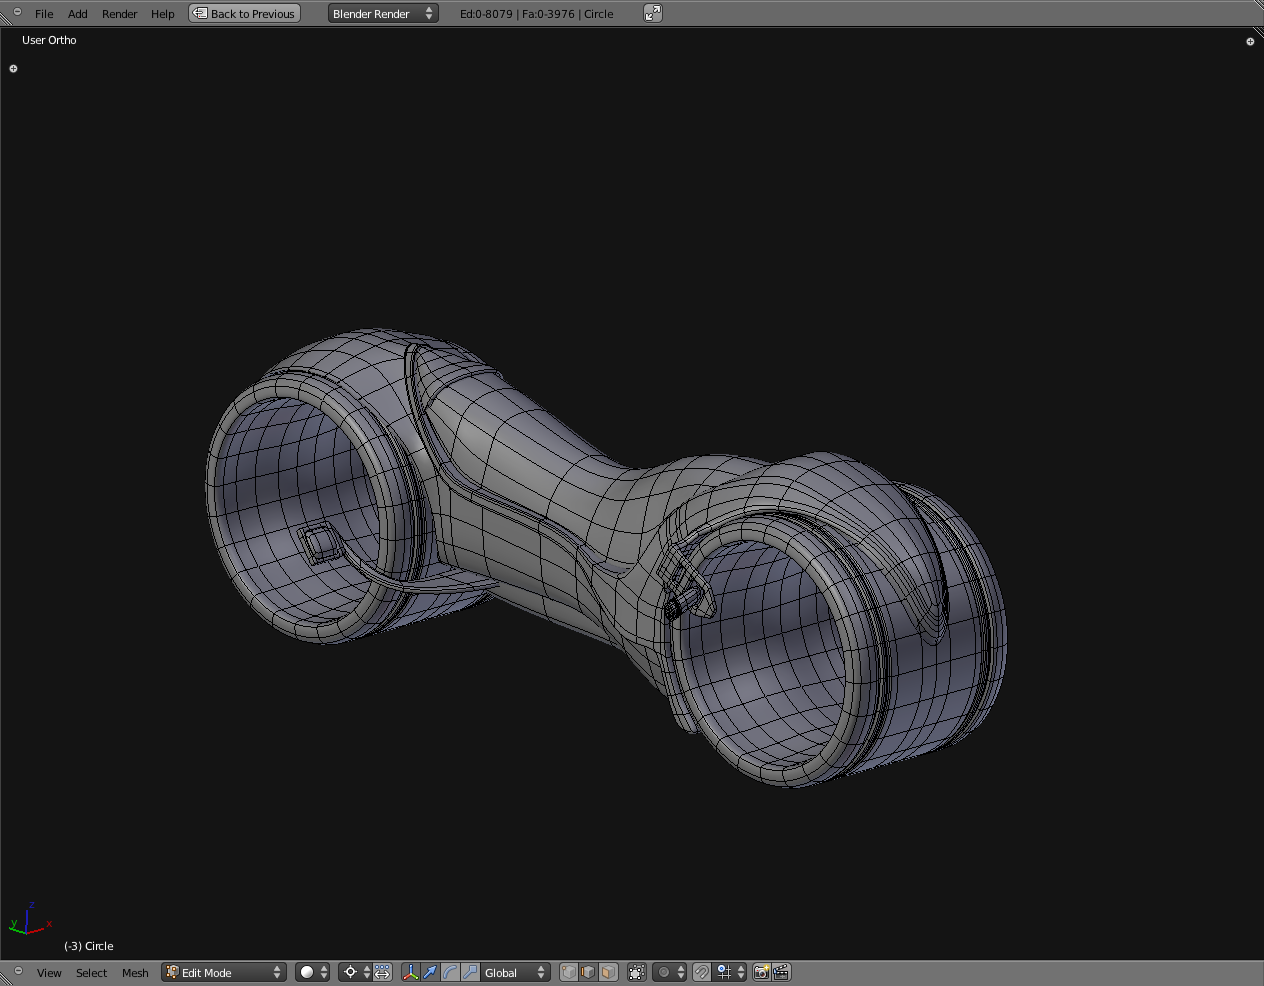 File Add Render Help Back to Previous Blender Render Ed:0-8079 | Fa:0-3976 | Circle
User Ortho
z
y x
(-3) Circle
View Select Mesh Edit Mode Global